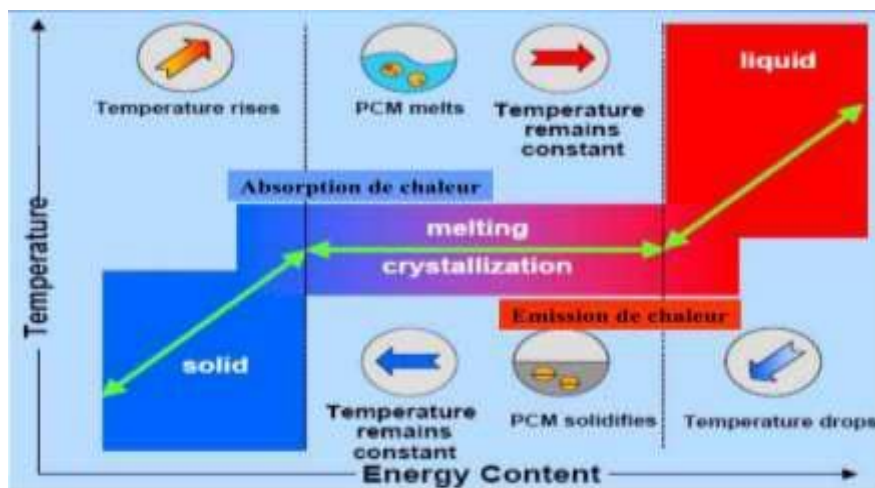 liquid
Temperature rises
PCM melts
Temperature
remains
constant
Absorption de chaleur
melting
crystallization
Temperature
Emission de chaleur
solid
Temperature
remains
constant
PCM solidifies
Temperature drops
Energy Content